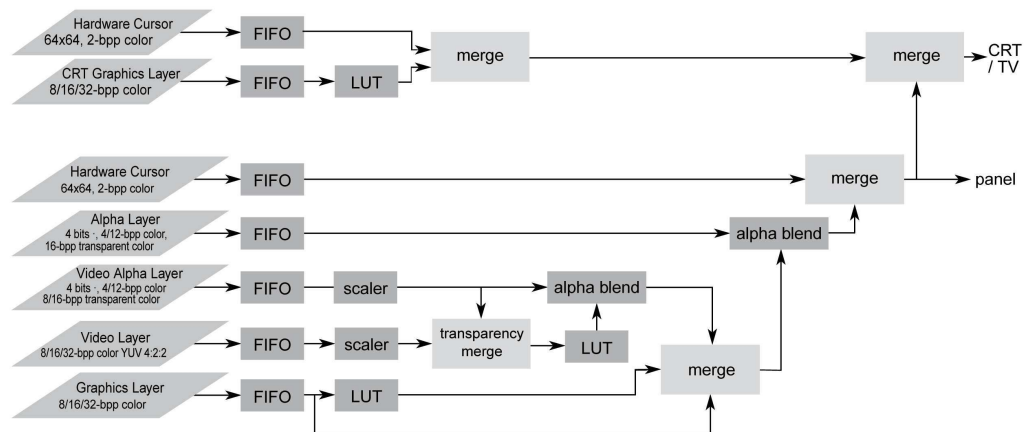 Hardware Cursor
64x64, 2-bpp color
FIFO
CRT Graphics Layer
8/16/32-bpp color
FIFO
LUT
merge
merge
CRT
/ TV
Hardware Cursor
64x64, 2-bpp color
FIFO
merge
panel
Alpha Layer
4 bits ·, 4/12-bpp color,
16-bpp transparent color
FIFO
alpha blend
Video Alpha Layer
4 bits ·, 4/12-bpp color
8/16-bpp transparent color
FIFO
scaler
alpha blend
Video Layer
8/16/32-bpp color YUV 4:2:2
FIFO
scaler
transparency
merge
LUT
merge
Graphics Layer
8/16/32-bpp color
FIFO
LUT